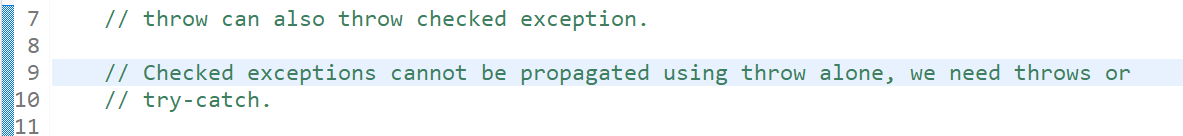 7 // throw can also throw checked exception.
8
9 // Checked exceptions cannot be propagated using throw alone, we need throws or
10 // try-catch.
11